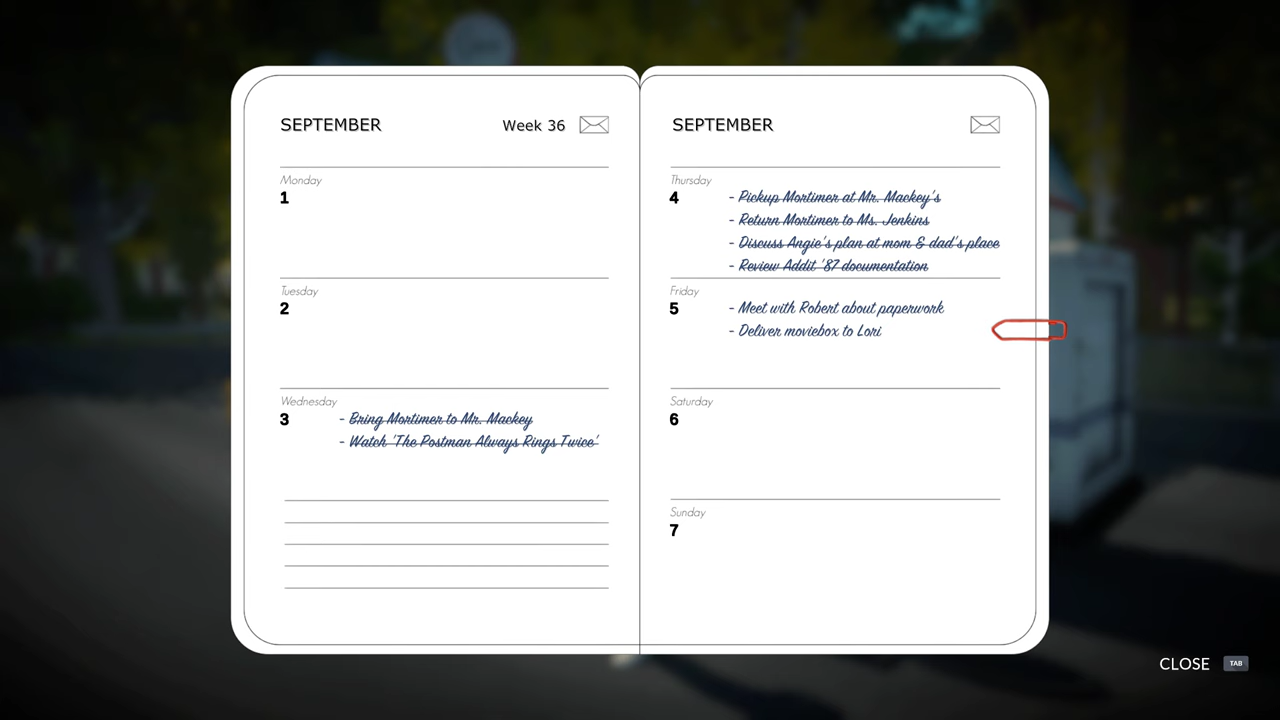 SEPTEMBER Week 36
Monday
1
Tuesday
2
Wednesday
3 - Bring Mortimer to Mr. Mackey
- Watch 'The Postman Always Rings Twice'
SEPTEMBER
Thursday
4 - Pickup Mortimer at Mr. Mackey's
- Return Mortimer to Ms. Jenkins
- Discuss Angie's plan at mom & dad's place
- Review Addit '87 documentation
Friday
5 - Meet with Robert about paperwork
- Deliver moviebox to Lori
Saturday
6
Sunday
7
CLOSE TAB